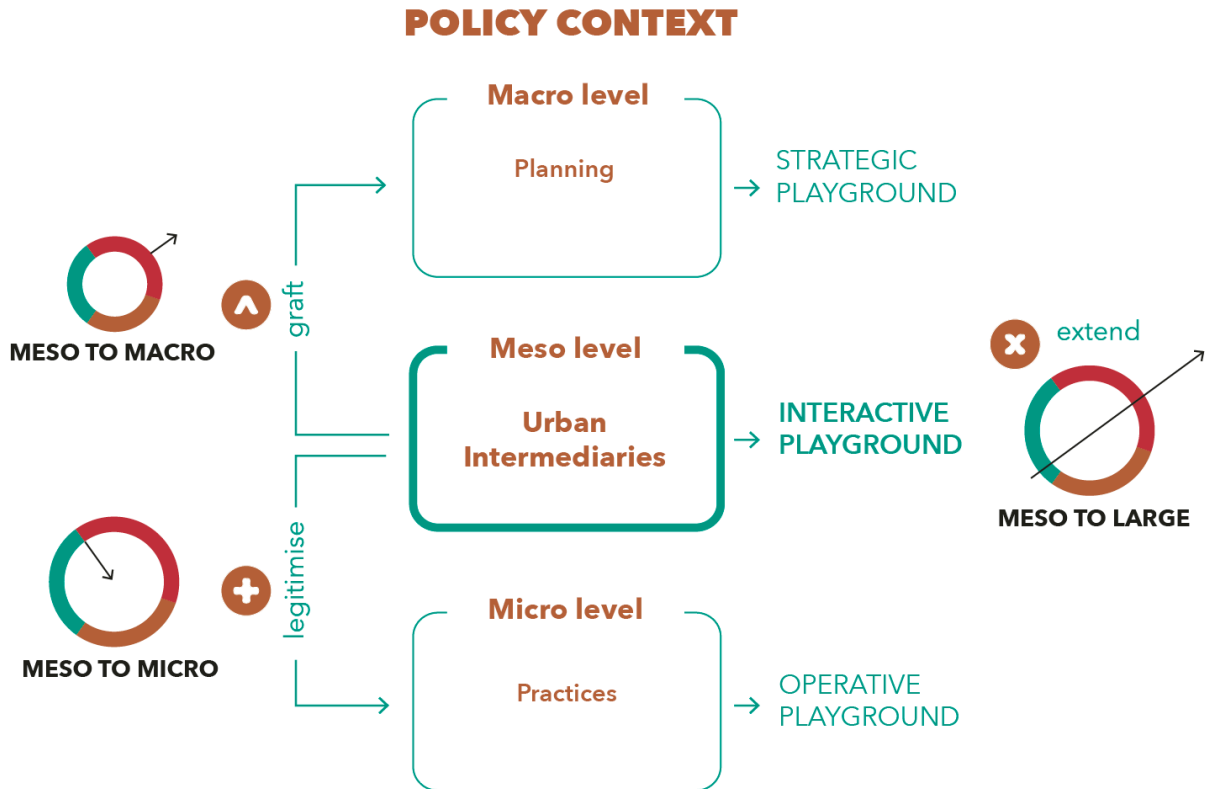 POLICY CONTEXT
Macro level
Planning
STRATEGIC
PLAYGROUND
graft
MESO TO MACRO
Meso level
Urban
Intermediaries
INTERACTIVE
PLAYGROUND
extend
MESO TO LARGE
legitimise
MESO TO MICRO
Micro level
Practices
OPERATIVE
PLAYGROUND